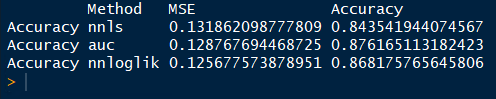 Method MSE Accuracy
Accuracy nnls 0.131862098777809 0.843541944074567
Accuracy auc 0.128767694468725 0.876165113182423
Accuracy nnloglik 0.125677573878951 0.868175765645806
>